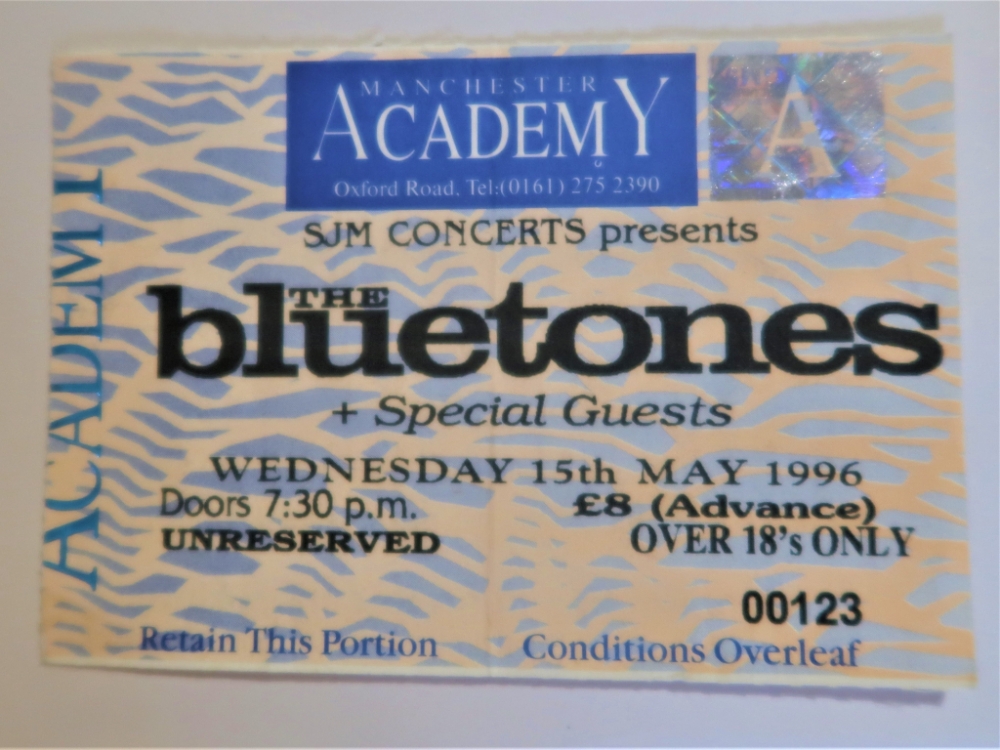 MANCHESTER
ACADEMY
Oxford Road, Tel:(0161) 275 2390
A
SJM CONCERTS presents
THE
bluetones
+ Special Guests
WEDNESDAY 15th MAY 1996
Doors 7:30 p.m. £8 (Advance)
UNRESERVED OVER 18's ONLY
00123
Retain This Portion Conditions Overleaf
ACADEMY